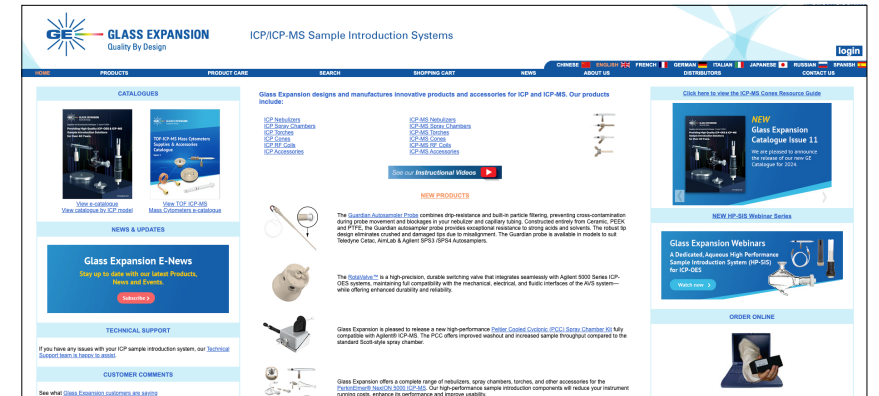 GE GLASS EXPANSION
Quality By Design
ICP/ICP-MS Sample Introduction Systems
login
CHINESE ENGLISH FRENCH GERMAN ITALIAN JAPANESE RUSSIAN SPANISH
HOME PRODUCTS PRODUCT CARE SEARCH SHOPPING CART NEWS ABOUT US DISTRIBUTORS CONTACT US
CATALOGUES
TOF-ICP-MS Mass Cytometers
Supplies & Accessories
Catalogue
View e-catalogue
View catalogue by ICP model
View TOF ICP-MS
Mass Cytometers e-catalogue
NEWS & UPDATES
Glass Expansion E-News
Stay up to date with our latest Products,
News and Events.
Subscribe >
TECHNICAL SUPPORT
If you have any issues with your ICP sample introduction system, our Technical
Support team is happy to assist.
CUSTOMER COMMENTS
See what Glass Expansion customers are saying
Glass Expansion designs and manufactures innovative products and accessories for ICP and ICP-MS. Our products
include:
ICP Nebulizers
ICP Spray Chambers
ICP Torches
ICP Cones
ICP RF Coils
ICP Accessories
ICP-MS Nebulizers
ICP-MS Spray Chambers
ICP-MS Torches
ICP-MS Cones
ICP-MS RF Coils
ICP-MS Accessories
See our Instructional Videos
NEW PRODUCTS
The Guardian Autosampler Probe combines drip-resistance and built-in particle filtering, preventing cross-contamination
during probe movement and blockages in your nebulizer and capillary tubing. Constructed entirely from Ceramic, PEEK
and PTFE, the Guardian autosampler probe provides exceptional resistance to strong acids and solvents. The robust tip
design eliminates crushed and damaged tips due to misalignment. The Guardian probe is available in models to suit
Teledyne Cetac, AimLab & Agilent SPS3 /SPS4 Autosamplers.
The RotaValve™ is a high-precision, durable switching valve that integrates seamlessly with Agilent 5000 Series ICP-
OES systems, maintaining full compatibility with the mechanical, electrical, and fluidic interfaces of the AVS system—
while offering enhanced durability and reliability.
Glass Expansion is pleased to release a new high-performance Peltier Cooled Cyclonic (PCC) Spray Chamber Kit fully
compatible with Agilent® ICP-MS. The PCC offers improved washout and increased sample throughput compared to the
standard Scott-style spray chamber.
Glass Expansion offers a complete range of nebulizers, spray chambers, torches, and other accessories for the
PerkinElmer® NexION 5000 ICP-MS. Our high-performance sample introduction components will reduce your instrument
running costs, enhance its performance and improve usability.
Click here to view the ICP-MS Cones Resource Guide
NEW
Glass Expansion
Catalogue Issue 11
We are pleased to announce
the release of our new GE
Catalogue for 2024.
NEW HP-SIS Webinar Series
Glass Expansion Webinars
A Dedicated, Aqueous High Performance
Sample Introduction System (HP-SIS)
for ICP-OES
Watch now >
ORDER ONLINE